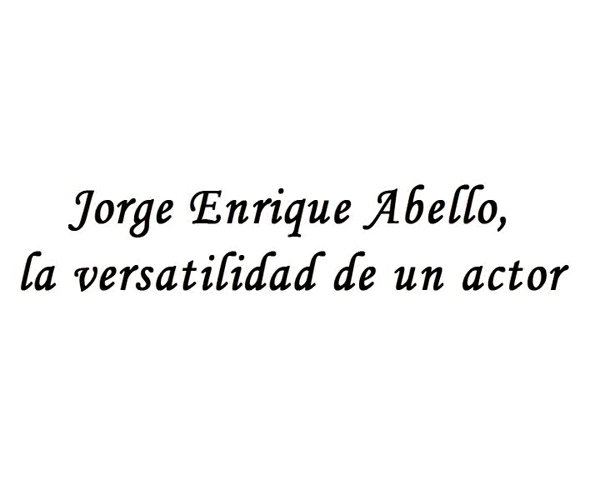 Jorge Enrique Abello,
la versatilidad de un actor